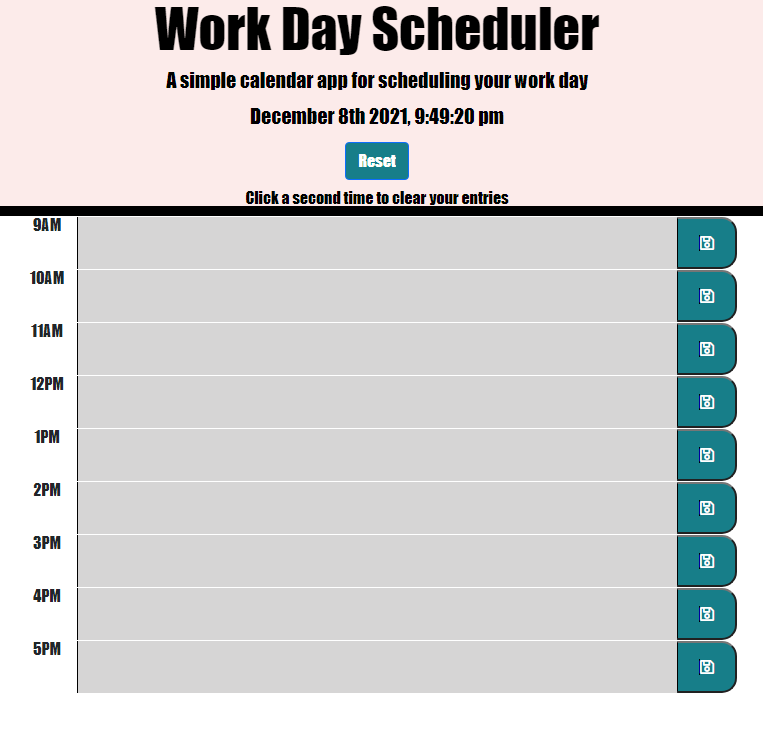 Work Day Scheduler
A simple calendar app for scheduling your work day
December 8th 2021, 9:49:20 pm
Reset
Click a second time to clear your entries
9AM
10AM
11AM
12PM
1PM
2PM
3PM
4PM
5PM